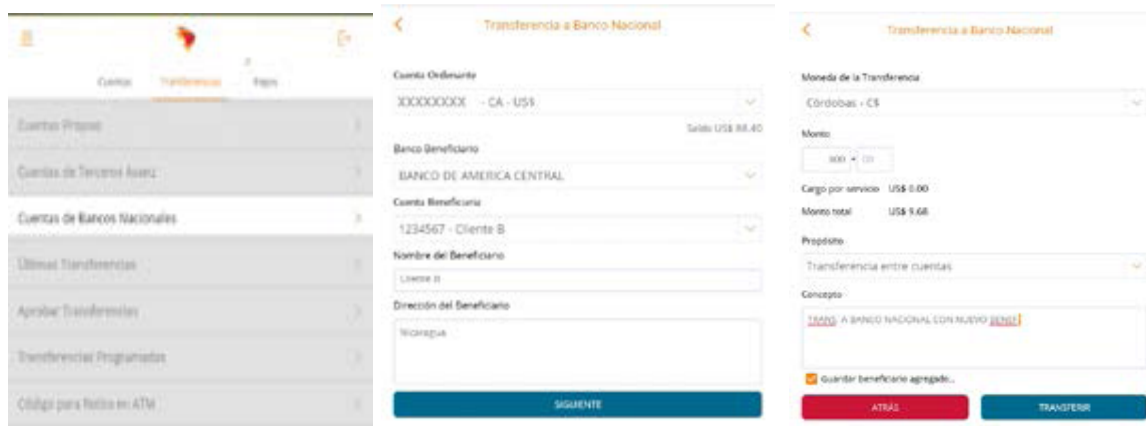 Cuentas
Transferencias
Pagos
Cuentas Propias
Cuentas de Terceros Avanz
Cuentas de Bancos Nacionales
Últimas Transferencias
Aprobar Transferencias
Transferencias Programadas
Código para Retiro en ATM
Transferencia a Banco Nacional
Cuenta Ordenante
XXXXXXXX - CA - US$
Saldo US$ 88.40
Banco Beneficiario
BANCO DE AMERICA CENTRAL
Cuenta Beneficiaria
1234567 - Cliente B
Nombre del Beneficiario
Cliente B
Dirección del Beneficiario
Nicaragua
SIGUIENTE
Transferencia a Banco Nacional
Moneda de la Transferencia
Córdobas - C$
Monto
00
Cargo por servicio US$ 0.00
Monto total US$ 9.68
Propósito
Transferencia entre cuentas
Concepto
TRANS. A BANCO NACIONAL CON NUEVO BENEF.
Guardar beneficiario agregado...
ATRÁS
TRANSFERIR